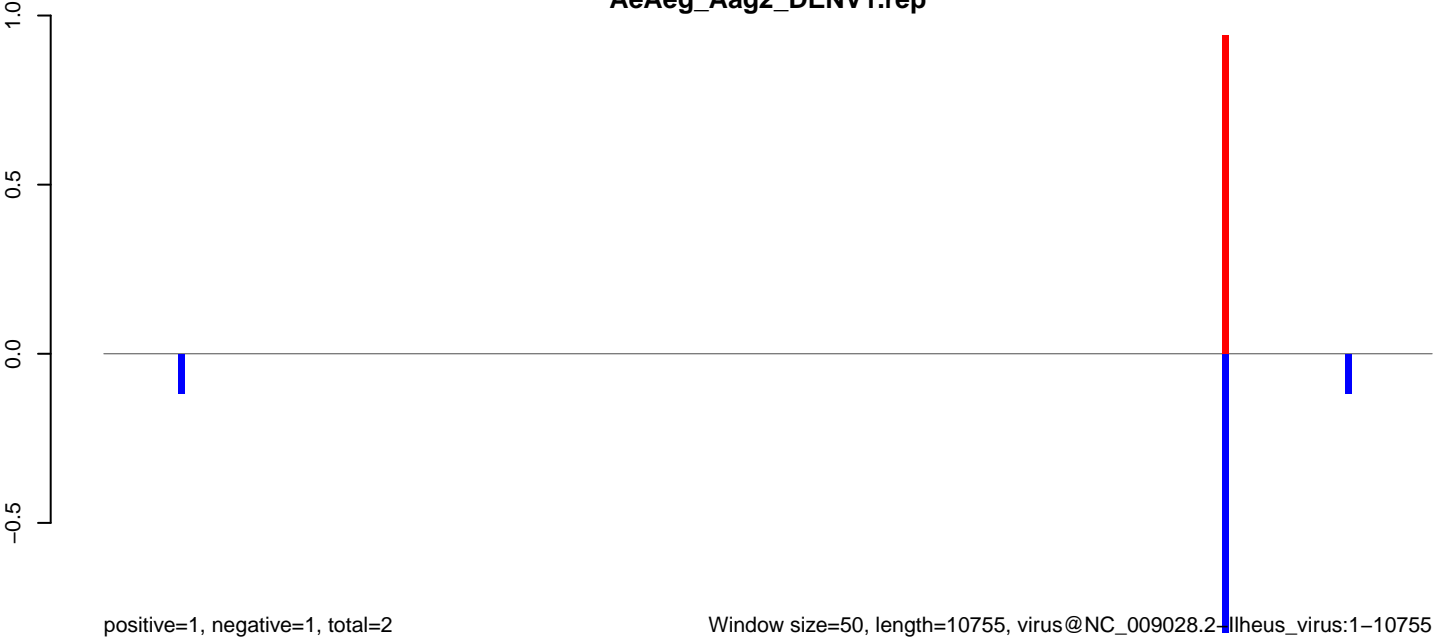 AeAeg_Aag2_DENV1.rep
1.0
0.5
0.0
−0.5
positive=1, negative=1, total=2
Window size=50, length=10755, virus@NC_009028.2−Ilheus_virus:1−10755